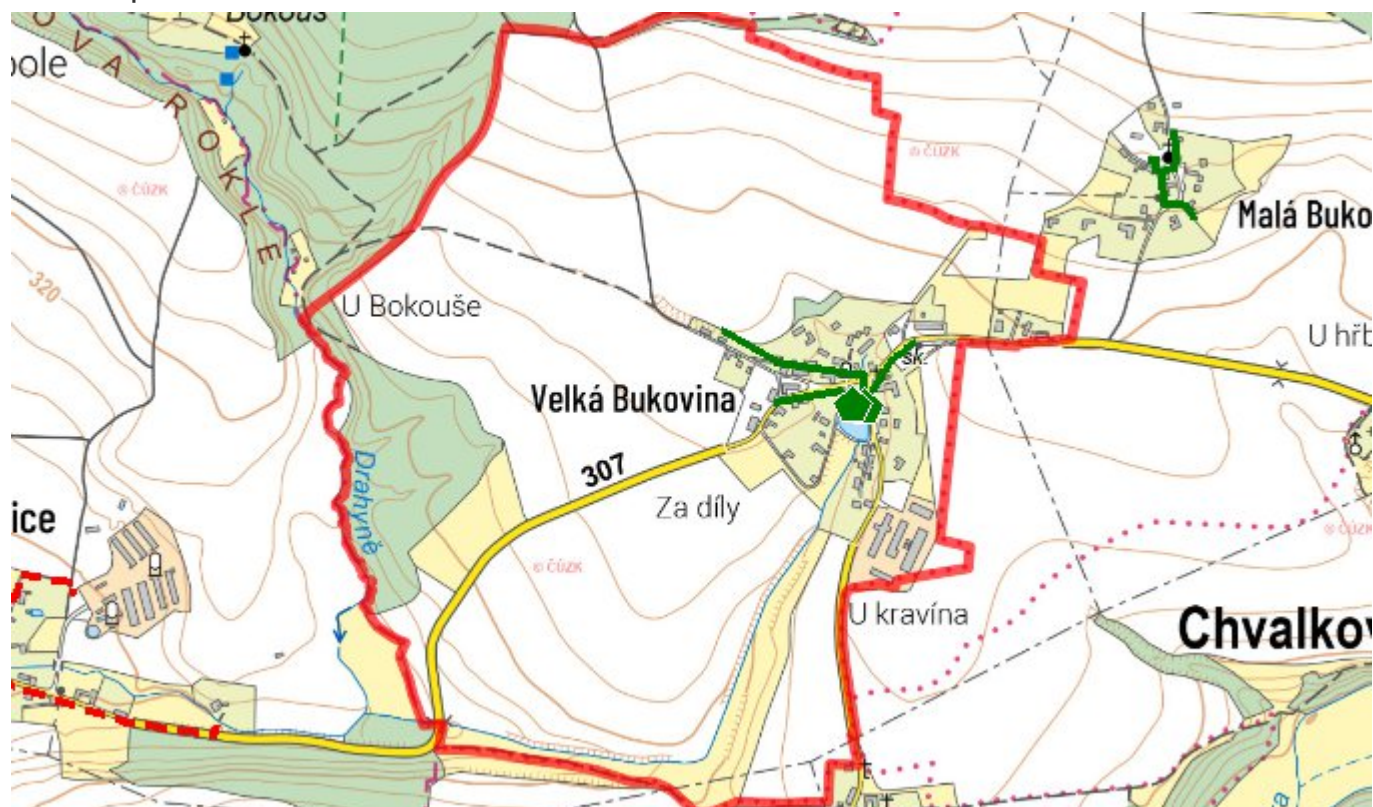 Bokouš
pole
OVA ROKLE
© ČÚZK
© ČÚZK
320
U Bokouše
Malá Buko
U hřb
šk.
Velká Bukovina
307
Drahyně
Za díly
ice
© ČÚZK
© ČÚZK
U kravína
Chvalkov
a